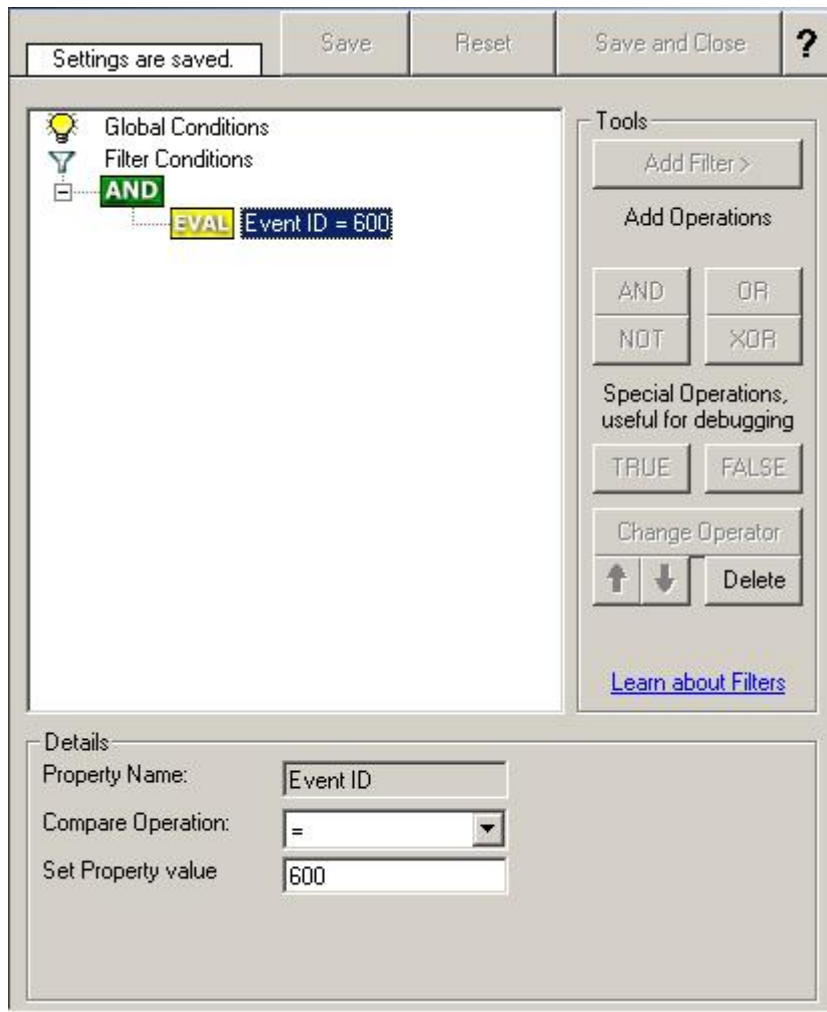 Settings are saved.
Save
Reset
Save and Close
?
Global Conditions
Filter Conditions
AND
EVAL Event ID = 600
Tools
Add Filter >
Add Operations
AND
OR
NOT
XOR
Special Operations,
useful for debugging
TRUE
FALSE
Change Operator
Delete
Learn about Filters
Details
Property Name:
Event ID
Compare Operation:
=
Set Property value
600